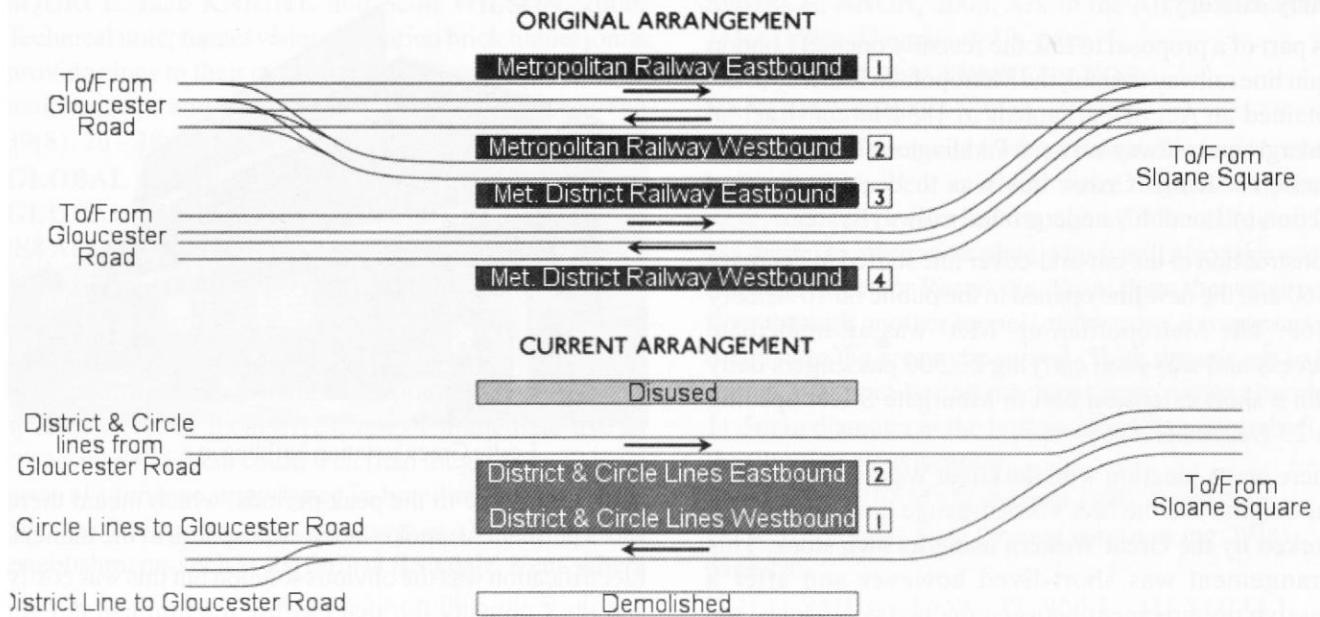 ORIGINAL ARRANGEMENT
Metropolitan Railway Eastbound 1
To/From
Gloucester
Road
Metropolitan Railway Westbound 2
To/From
Sloane Square
Met. District Railway Eastbound 3
To/From
Gloucester
Road
Met. District Railway Westbound 4
CURRENT ARRANGEMENT
Disused
District & Circle
lines from
Gloucester Road
District & Circle Lines Eastbound 2
District & Circle Lines Westbound 1
To/From
Sloane Square
Circle Lines to Gloucester Road
District Line to Gloucester Road
Demolished